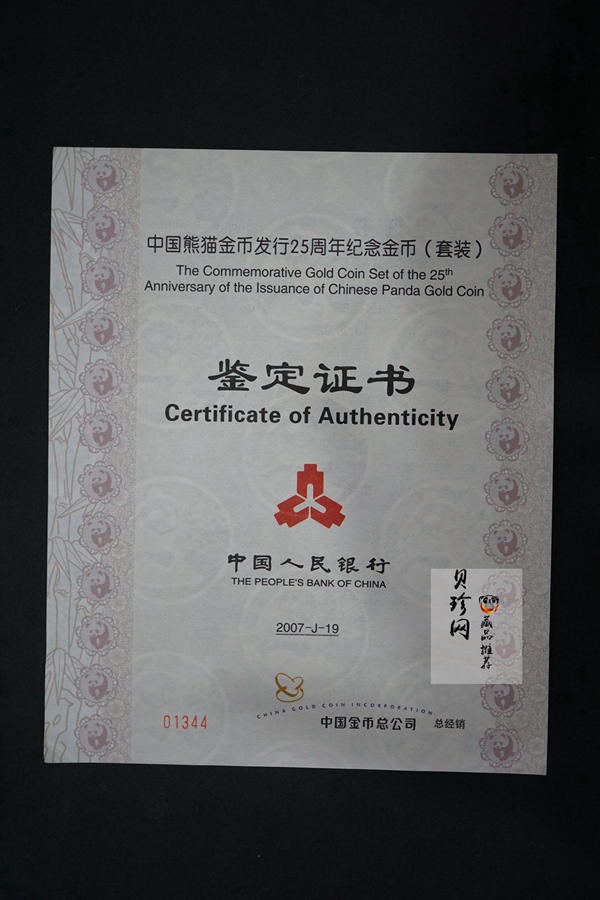 中国熊猫金币发行25周年纪念金币（套装）
The Commemorative Gold Coin Set of the 25th
Anniversary of the Issuance of Chinese Panda Gold Coin
鉴定证书
Certificate of Authenticity
中国人民银行
THE PEOPLE'S BANK OF CHINA
2007-J-19
贝珍网
藏品推荐
CHINA GOLD COIN INCORPORATION
01344
中国金币总公司 总经销